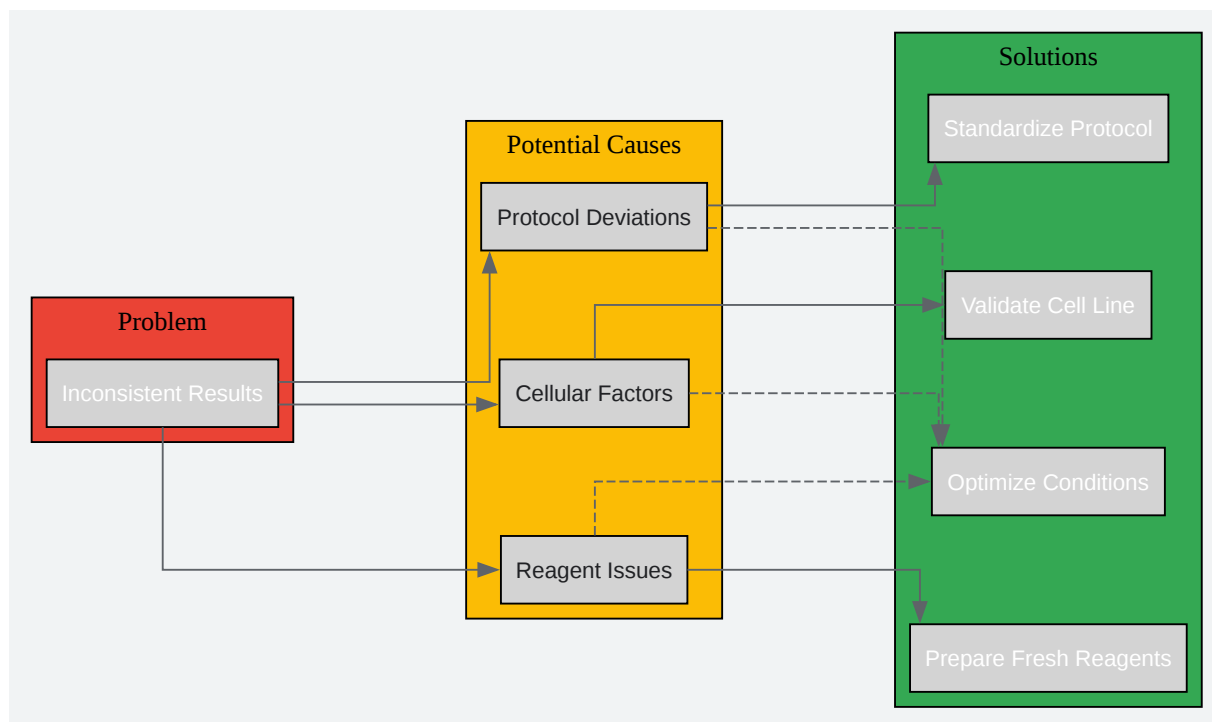 Problem
Inconsistent Results
Potential Causes
Protocol Deviations
Cellular Factors
Reagent Issues
Solutions
Standardize Protocol
Validate Cell Line
Optimize Conditions
Prepare Fresh Reagents